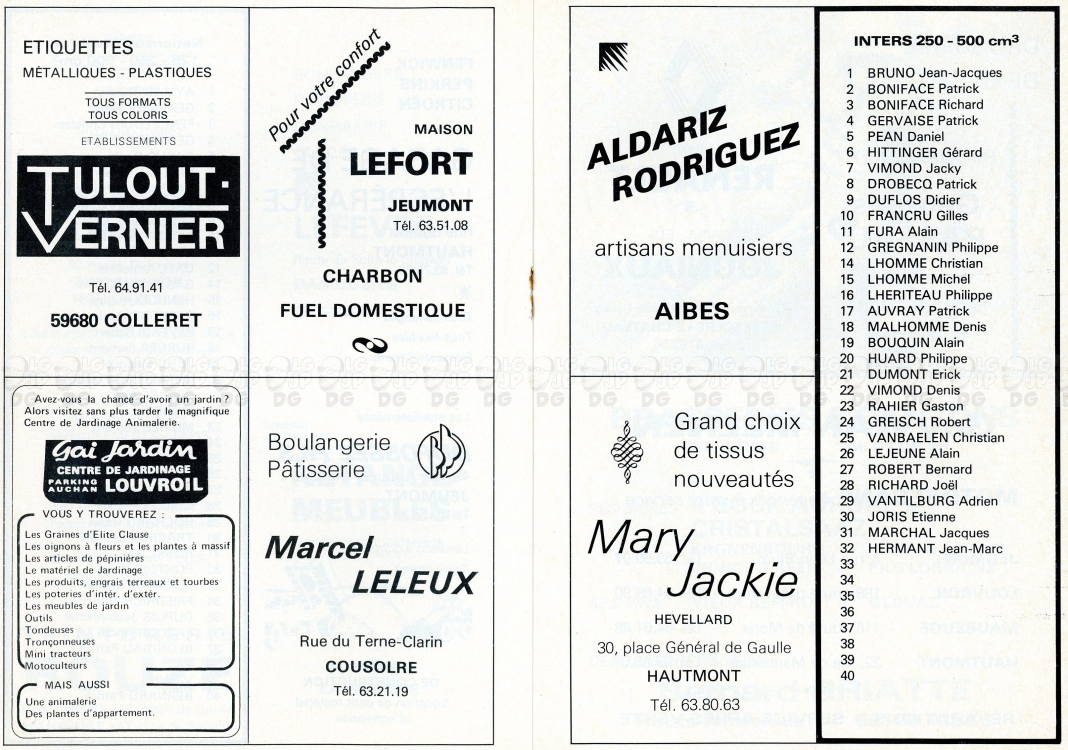 ETIQUETTES
MÉTALLIQUES - PLASTIQUES
TOUS FORMATS
TOUS COLORIS
ETABLISSEMENTS
TULOUT-
VERNIER
Tél. 64.91.41
59680 COLLERET
Avez-vous la chance d'avoir un jardin ?
Alors visitez sans plus tarder le magnifique
Centre de Jardinage Animalerie.
Gai Jardin
CENTRE DE JARDINAGE
PARKING
AUCHAN LOUVROIL
VOUS Y TROUVEREZ :
Les Graines d'Elite Clause
Les oignons à fleurs et les plantes à massif
Les articles de pépinières
Le matériel de Jardinage
Les produits, engrais terreaux et tourbes
Les poteries d'intér. d'extér.
Les meubles de jardin
Outils
Tondeuses
Tronçonneuses
Mini tracteurs
Motoculteurs
MAIS AUSSI
Une animalerie
Des plantes d'appartement.
Pour votre confort
MAISON
LEFORT
JEUMONT
Tél. 63.51.08
CHARBON
FUEL DOMESTIQUE
Boulangerie
Pâtisserie
Marcel
LELEUX
Rue du Terne-Clarin
COUSOLRE
Tél. 63.21.19
ALDARIZ
RODRIGUEZ
artisans menuisiers
AIBES
Grand choix
de tissus
nouveautés
Mary
Jackie
HEVELLARD
30, place Général de Gaulle
HAUTMONT
Tél. 63.80.63
INTERS 250 - 500 cm³
1 BRUNO Jean-Jacques
2 BONIFACE Patrick
3 BONIFACE Richard
4 GERVAISE Patrick
5 PEAN Daniel
6 HITTINGER Gérard
7 VIMOND Jacky
8 DROBECQ Patrick
9 DUFLOS Didier
10 FRANCRU Gilles
11 FURA Alain
12 GREGNANIN Philippe
14 LHOMME Christian
15 LHOMME Michel
16 LHERITEAU Philippe
17 AUVRAY Patrick
18 MALHOMME Denis
19 BOUQUIN Alain
20 HUARD Philippe
21 DUMONT Erick
22 VIMOND Denis
23 RAHIER Gaston
24 GREISCH Robert
25 VANBAELEN Christian
26 LEJEUNE Alain
27 ROBERT Bernard
28 RICHARD Joël
29 VANTILBURG Adrien
30 JORIS Etienne
31 MARCHAL Jacques
32 HERMANT Jean-Marc
33
34
35
36
37
38
39
40